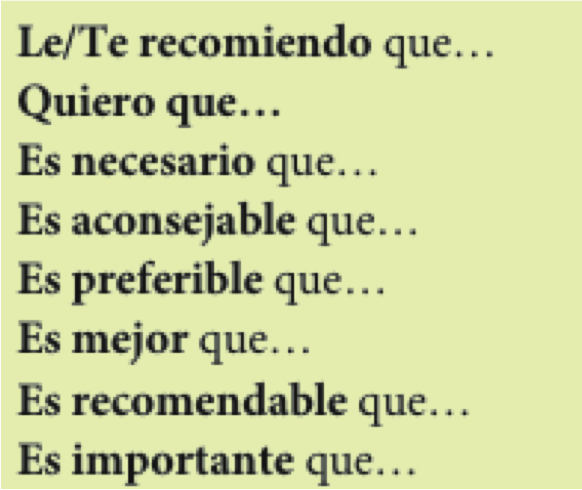 Le/Te recomiendo que…
Quiero que…
Es necesario que…
Es aconsejable que…
Es preferible que…
Es mejor que…
Es recomendable que…
Es importante que…